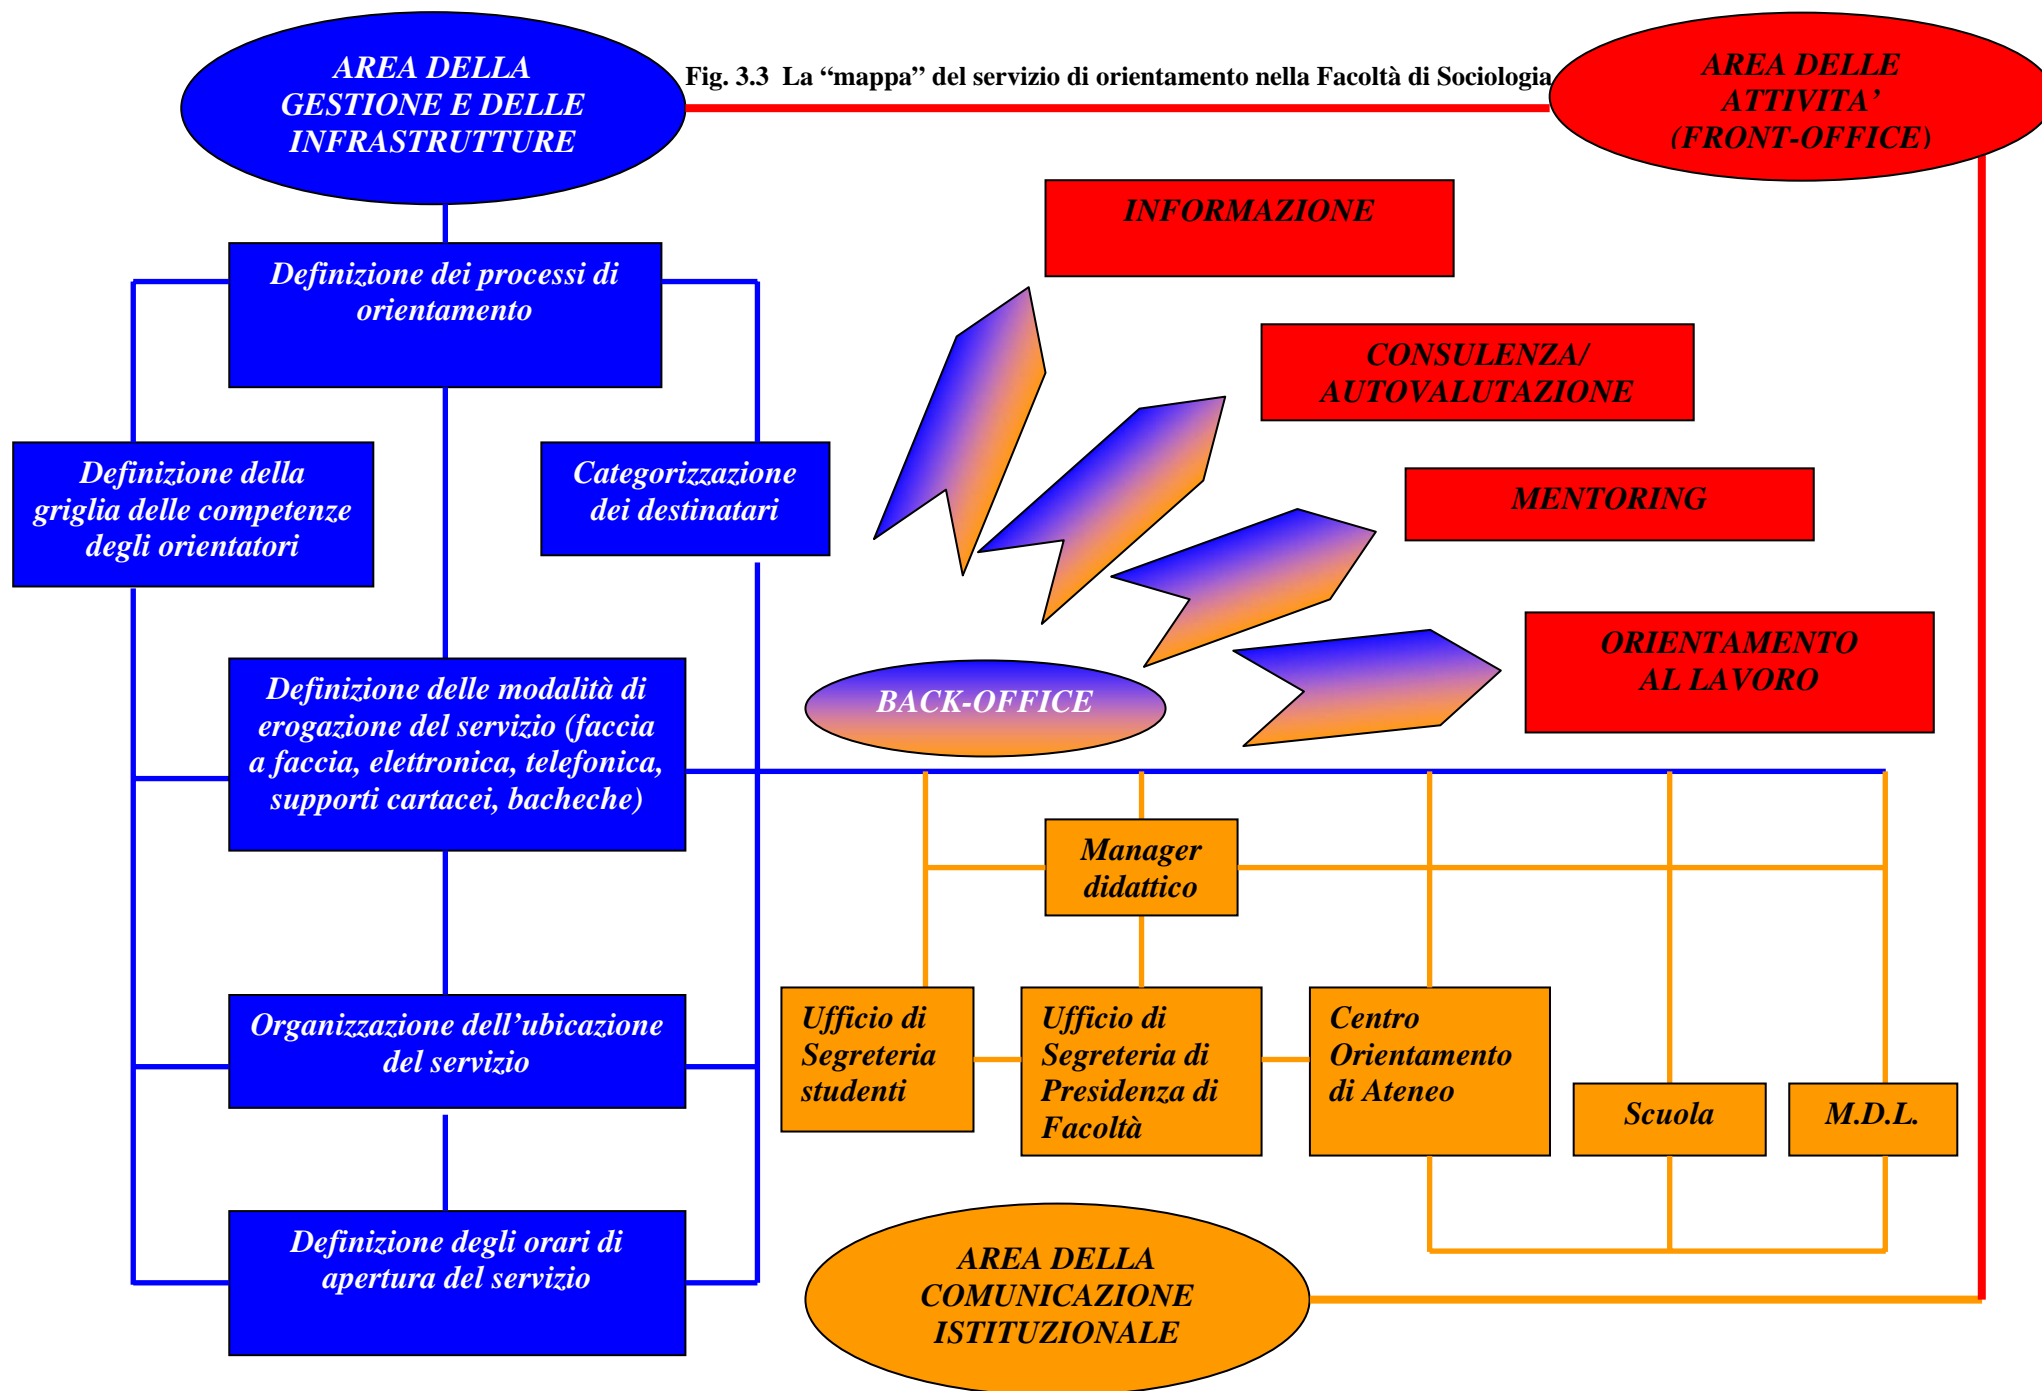 AREA DELLA
GESTIONE E DELLE
INFRASTRUTTURE
Fig. 3.3 La “mappa” del servizio di orientamento nella Facoltà di Sociologia
AREA DELLE
ATTIVITA’
(FRONT-OFFICE)
INFORMAZIONE
Definizione dei processi di
orientamento
CONSULENZA/
AUTOVALUTAZIONE
Definizione della
griglia delle competenze
degli orientatori
Categorizzazione
dei destinatari
MENTORING
ORIENTAMENTO
AL LAVORO
Definizione delle modalità di
erogazione del servizio (faccia
a faccia, elettronica, telefonica,
supporti cartacei, bacheche)
BACK-OFFICE
Manager
didattico
Organizzazione dell’ubicazione
del servizio
Ufficio di
Segreteria
studenti
Ufficio di
Segreteria di
Presidenza di
Facoltà
Centro
Orientamento
di Ateneo
Scuola
M.D.L.
Definizione degli orari di
apertura del servizio
AREA DELLA
COMUNICAZIONE
ISTITUZIONALE